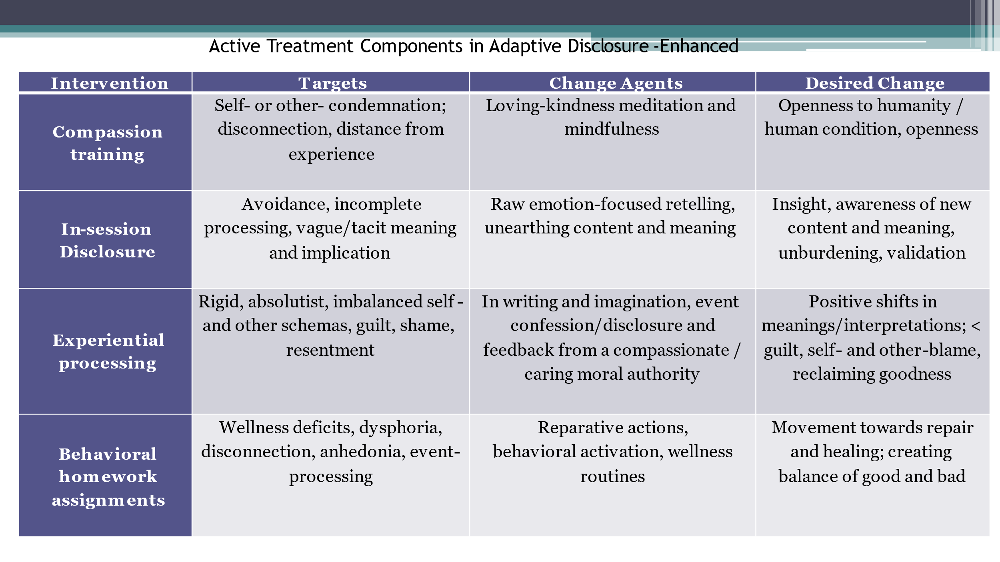 Active Treatment Components in Adaptive Disclosure -Enhanced
Intervention
Targets
Change Agents
Desired Change
Compassion
training
Self- or other- condemnation;
disconnection, distance from
experience
Loving-kindness meditation and
mindfulness
Openness to humanity /
human condition, openness
In-session
Disclosure
Avoidance, incomplete
processing, vague/tacit meaning
and implication
Raw emotion-focused retelling,
unearthing content and meaning
Insight, awareness of new
content and meaning,
unburdening, validation
Experiential
processing
Rigid, absolutist, imbalanced self -
and other schemas, guilt, shame,
resentment
In writing and imagination, event
confession/disclosure and
feedback from a compassionate /
caring moral authority
Positive shifts in
meanings/interpretations; <
guilt, self- and other-blame,
reclaiming goodness
Behavioral
homework
assignments
Wellness deficits, dysphoria,
disconnection, anhedonia, event-
processing
Reparative actions,
behavioral activation, wellness
routines
Movement towards repair
and healing; creating
balance of good and bad